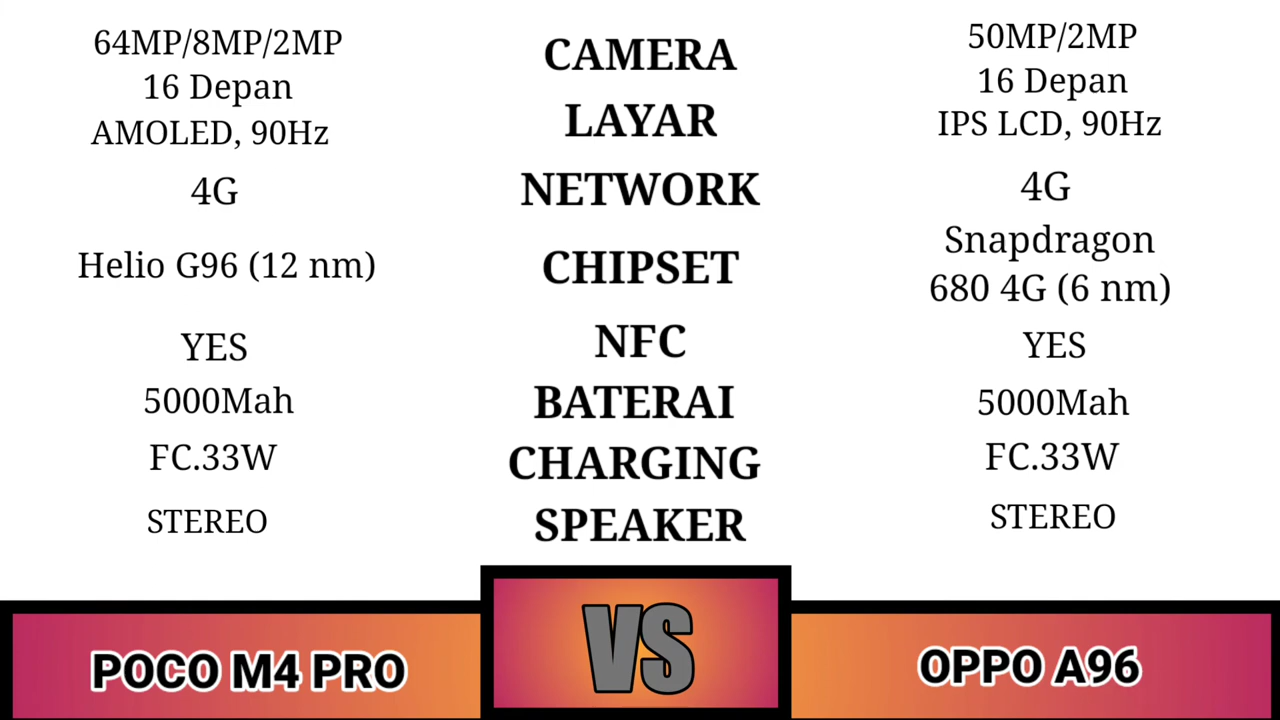 64MP/8MP/2MP
16 Depan
AMOLED, 90Hz
4G
Helio G96 (12 nm)
YES
5000Mah
FC.33W
STEREO
CAMERA
LAYAR
NETWORK
CHIPSET
NFC
BATERAI
CHARGING
SPEAKER
50MP/2MP
16 Depan
IPS LCD, 90Hz
4G
Snapdragon
680 4G (6 nm)
YES
5000Mah
FC.33W
STEREO
POCO M4 PRO
VS
OPPO A96